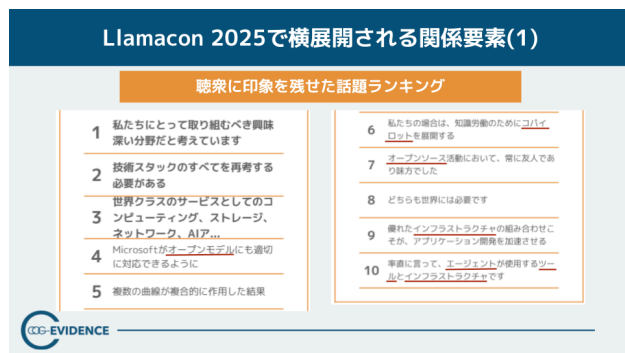 Llamacon 2025で横展開される関係要素(1)
聴衆に印象を残せた話題ランキング
1
私たちにとって取り組むべき興味
深い分野だと考えています
2
技術スタックのすべてを再考する
必要がある
3
世界クラスのサービスとしてのコ
ンピューティング、ストレージ、
ネットワーク、AIア...
4
Microsoftがオープンモデルにも適切
に対応できるように
5
複数の曲線が複合的に作用した結果
6
私たちの場合は、知識労働のためにコパイ
ロットを展開する
7
オープンソース活動において、常に友人であ
り味方でした
8
どちらも世界には必要です
9
優れたインフラストラクチャの組み合わせこ
そが、アプリケーション開発を加速させる
10
率直に言って、エージェントが使用するツー
ルとインフラストラクチャです
COG-EVIDENCE